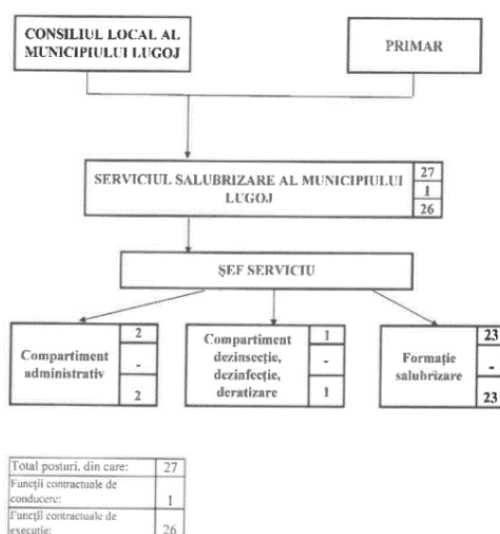 CONSILIUL LOCAL AL
MUNICIPIULUI LUGOJ
PRIMAR
SERVICIUL SALUBRIZARE AL MUNICIPIULUI
LUGOJ
27
1
26
ŞEF SERVICIU
Compartiment
administrativ
2
-
2
Compartiment
dezinsecţie,
dezinfecţie,
deratizare
1
-
1
Formaţie
salubrizare
23
-
23
Total posturi, din care: 27
Funcţii contractuale de
conducere: 1
Funcţii contractuale de
execuţie: 26